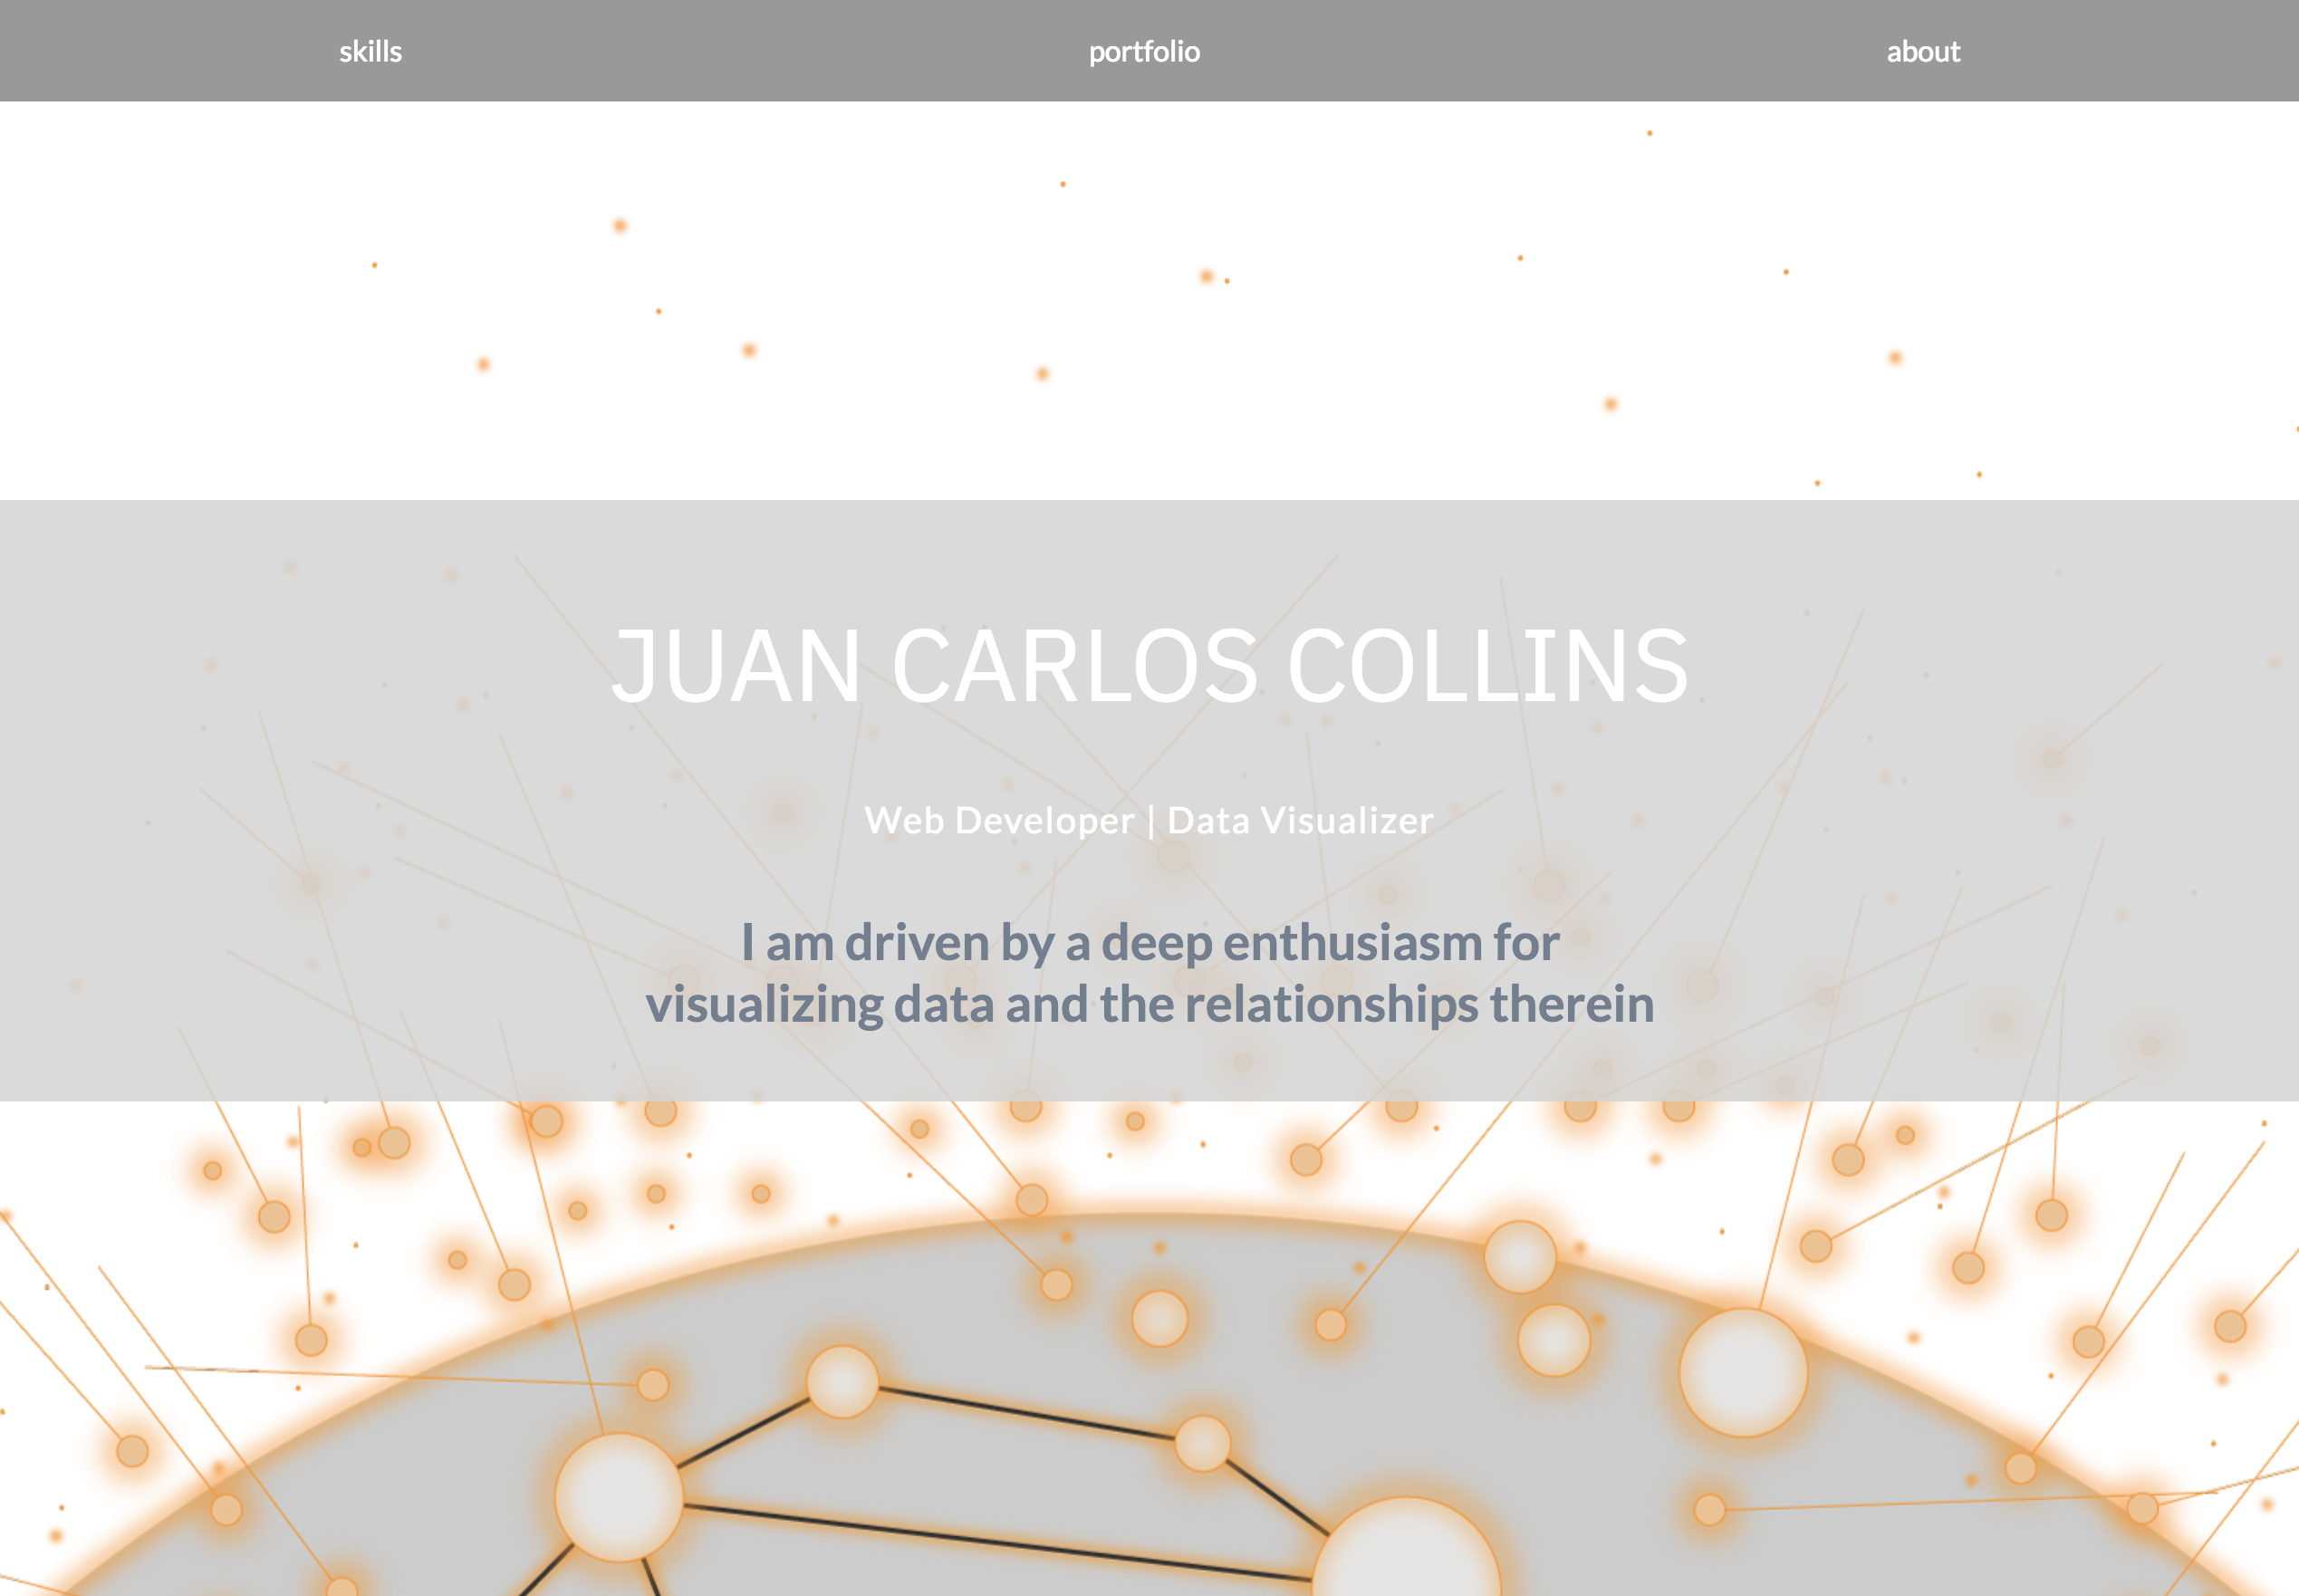 skills
portfolio
about
JUAN CARLOS COLLINS
Web Developer | Data Visualizer
I am driven by a deep enthusiasm for
visualizing data and the relationships therein